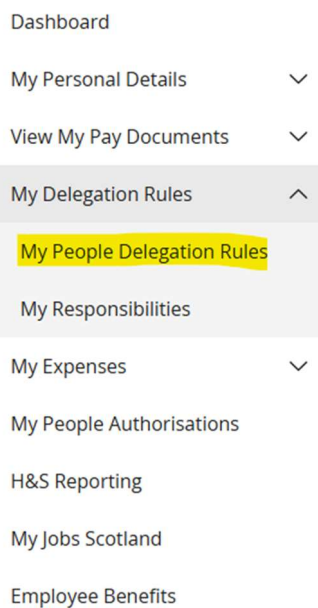 Dashboard
My Personal Details
View My Pay Documents
My Delegation Rules
My People Delegation Rules
My Responsibilities
My Expenses
My People Authorisations
H&S Reporting
My Jobs Scotland
Employee Benefits